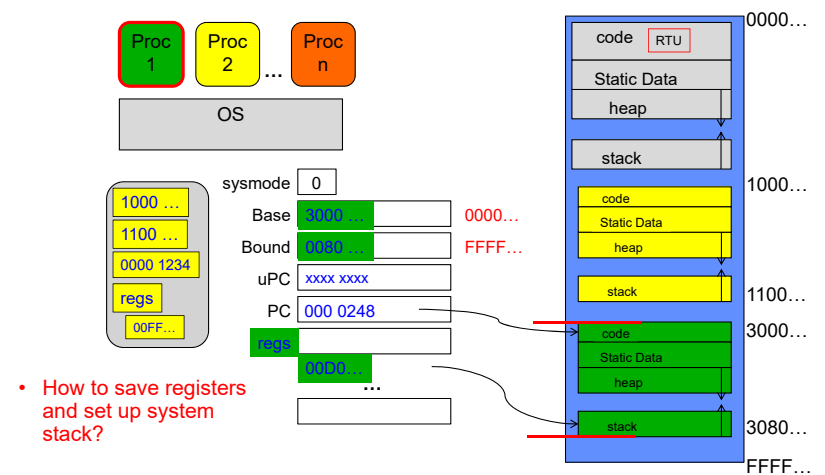 Proc
1
Proc
2
...
Proc
n
OS
sysmode 0
Base 3000 ... 0000...
Bound 0080 ... FFFF...
uPC xxxx xxxx
PC 000 0248
regs
00D0...
...
1000 ...
1100 ...
0000 1234
regs
00FF...
• How to save registers
and set up system
stack?
0000...
code RTU
Static Data
heap
stack
1000...
code
Static Data
heap
stack
1100...
3000...
code
Static Data
heap
stack
3080...
FFFF...